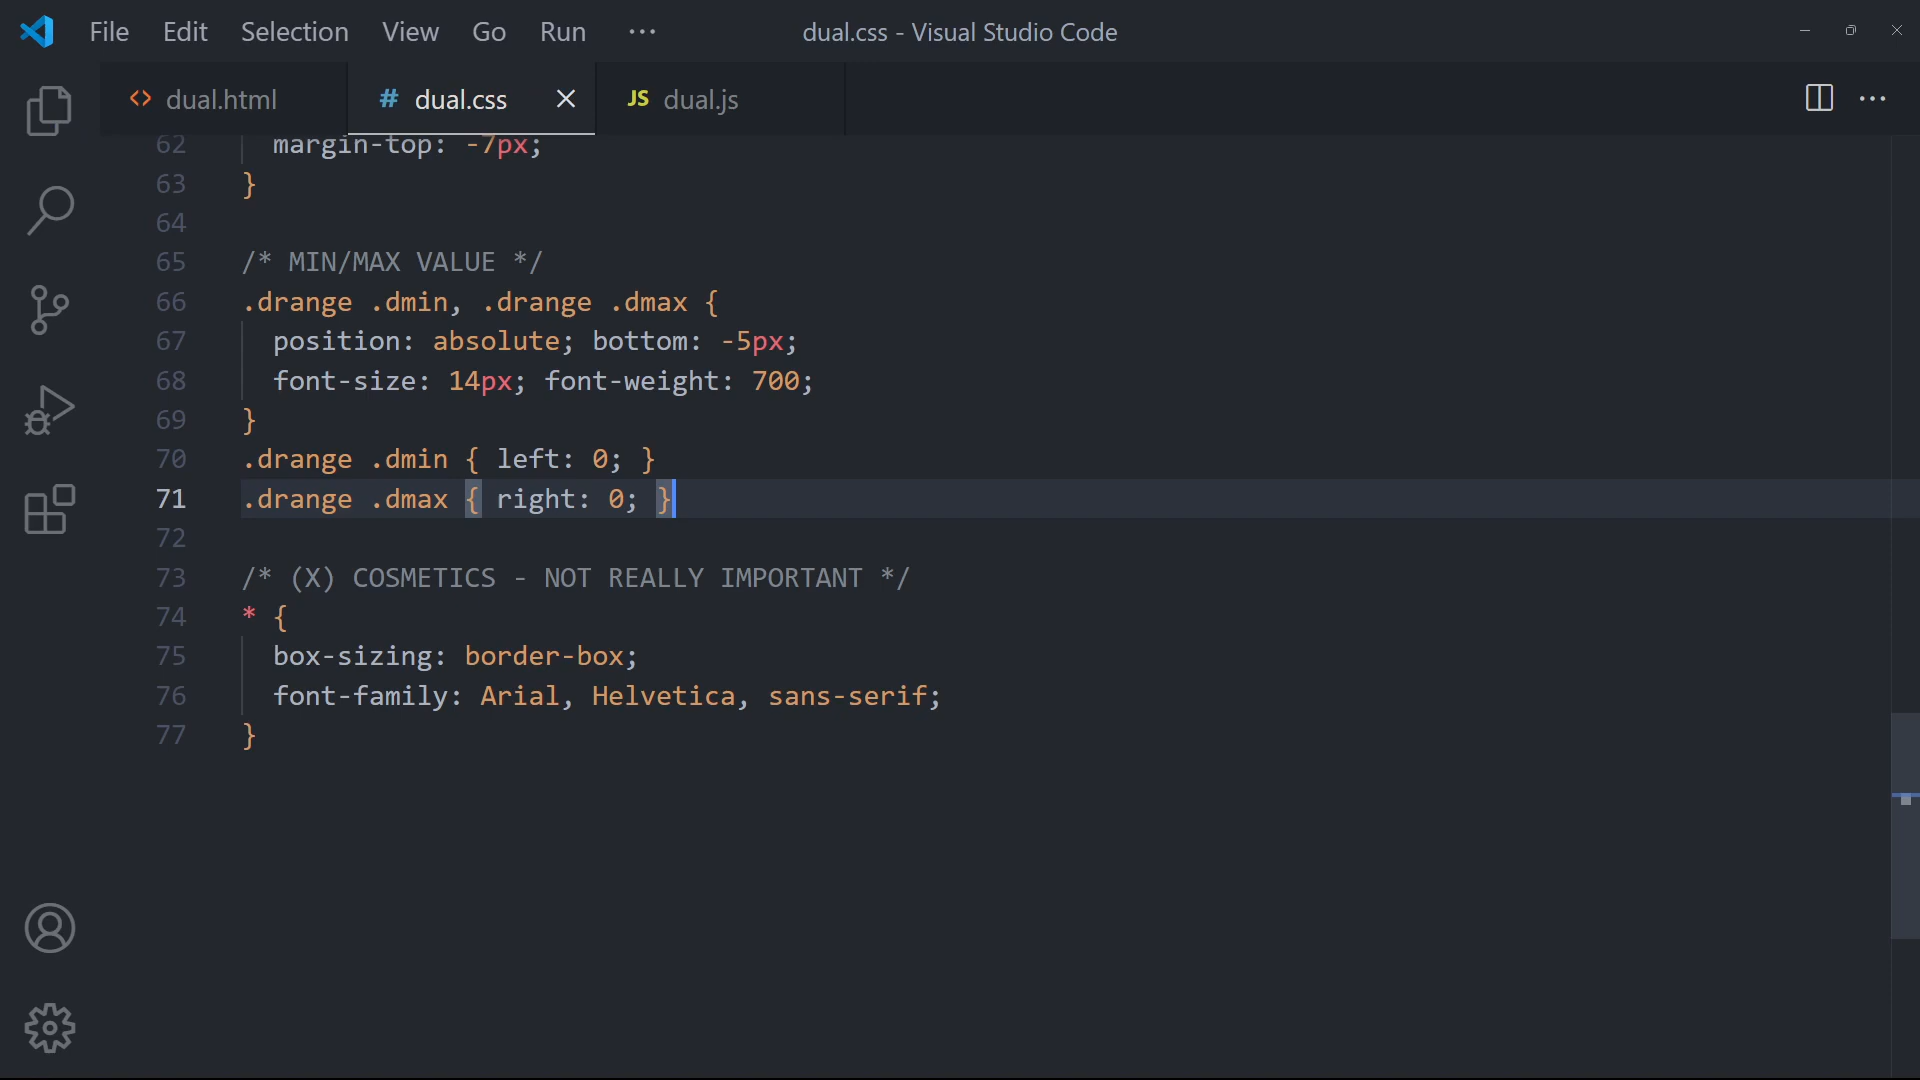 File Edit Selection View Go Run ··· dual.css - Visual Studio Code
<> dual.html # dual.css JS dual.js
62 margin-top: -7px;
63 }
64
65 /* MIN/MAX VALUE */
66 .drange .dmin, .drange .dmax {
67 position: absolute; bottom: -5px;
68 font-size: 14px; font-weight: 700;
69 }
70 .drange .dmin { left: 0; }
71 .drange .dmax { right: 0; }
72
73 /* (X) COSMETICS - NOT REALLY IMPORTANT */
74 * {
75 box-sizing: border-box;
76 font-family: Arial, Helvetica, sans-serif;
77 }